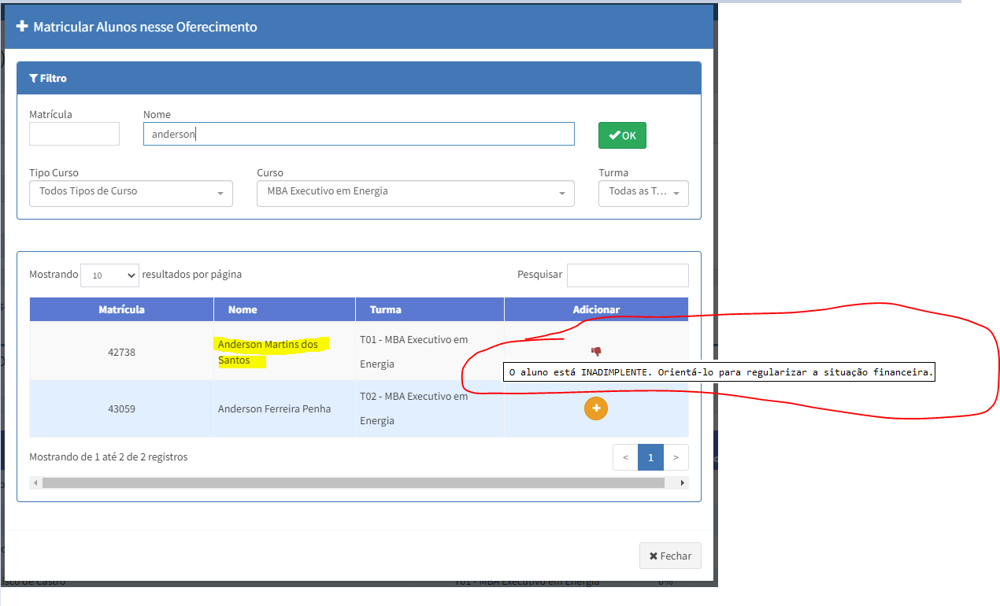 Matricular Alunos nesse Oferecimento
Filtro
Matrícula
Nome
anderson
OK
Tipo Curso
Curso
Turma
Todos Tipos de Curso
MBA Executivo em Energia
Todas as T...
Mostrando 10 resultados por página
Pesquisar
Matrícula
Nome
Turma
Adicionar
42738
Anderson Martins dos
Santos
T01 - MBA Executivo em
Energia
O aluno está INADIMPLENTE. Orientá-lo para regularizar a situação financeira.
43059
Anderson Ferreira Penha
T02 - MBA Executivo em
Energia
Mostrando de 1 até 2 de 2 registros
< 1 >
Fechar